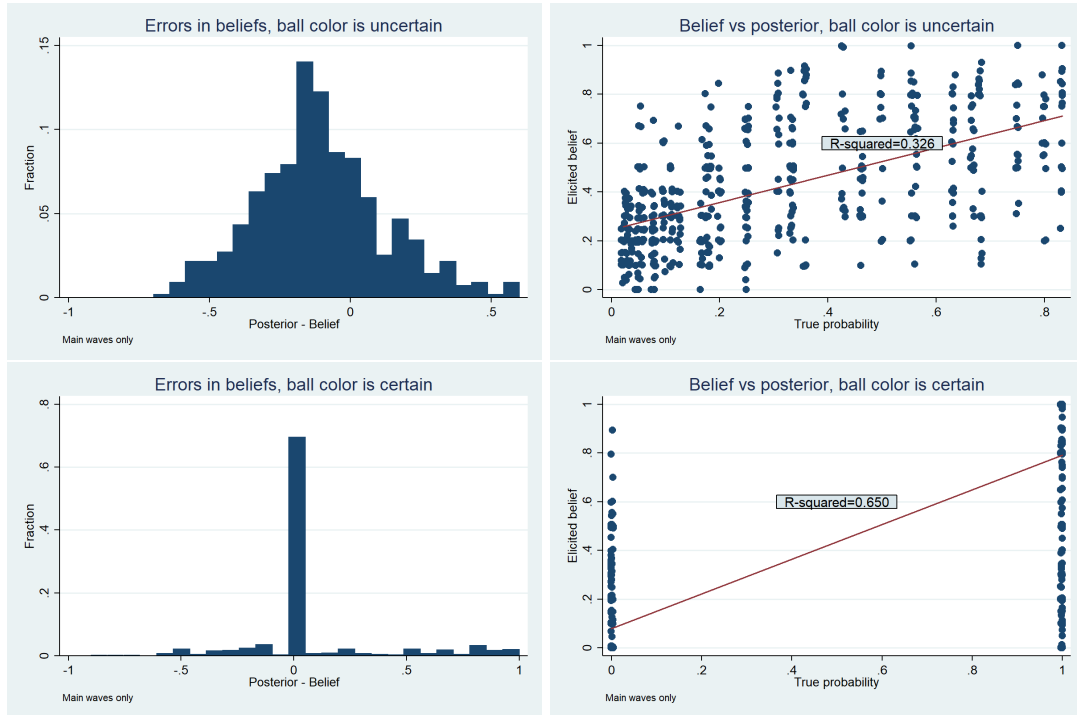 Errors in beliefs, ball color is uncertain
Fraction
.15
.1
.05
0
-1 -.5 0 .5
Posterior - Belief
Main waves only
Belief vs posterior, ball color is uncertain
Elicited belief
1
.8
.6
.4
.2
0
R-squared=0.326
0 .2 .4 .6 .8
True probability
Main waves only
Errors in beliefs, ball color is certain
Fraction
.8
.6
.4
.2
0
-1 -.5 0 .5 1
Posterior - Belief
Main waves only
Belief vs posterior, ball color is certain
Elicited belief
1
.8
.6
.4
.2
0
R-squared=0.650
0 .2 .4 .6 .8 1
True probability
Main waves only